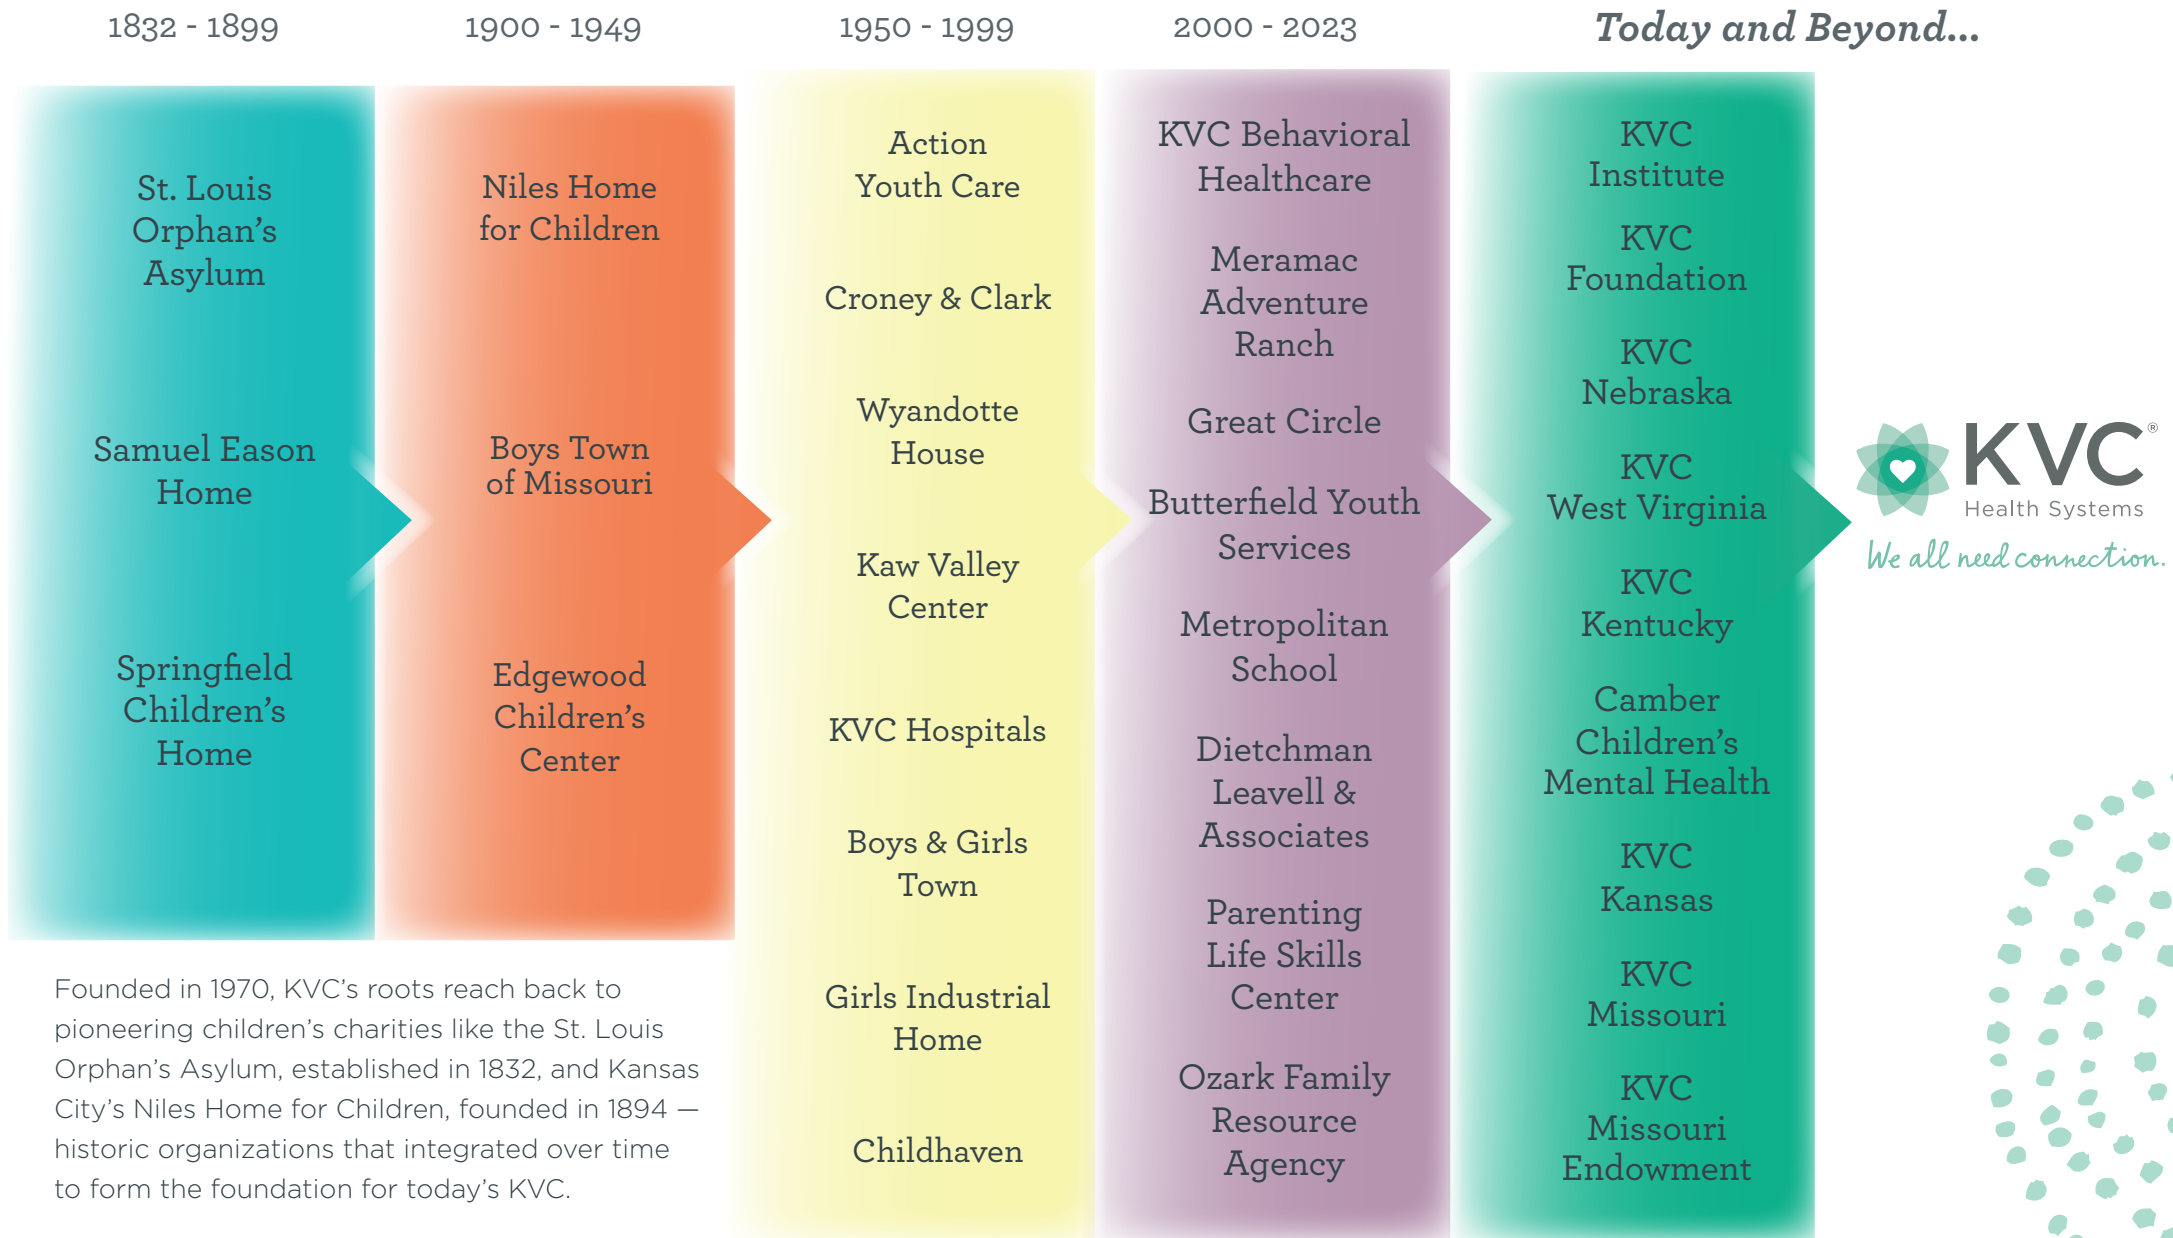 1832 - 1899
St. Louis
Orphan's
Asylum
Samuel Eason
Home
Springfield
Children's
Home
1900 - 1949
Niles Home
for Children
Boys Town
of Missouri
Edgewood
Children's
Center
1950 - 1999
Action
Youth Care
Croney & Clark
Wyandotte
House
Kaw Valley
Center
KVC Hospitals
Boys & Girls
Town
Girls Industrial
Home
Childhaven
2000 - 2023
KVC Behavioral
Healthcare
Meramac
Adventure
Ranch
Great Circle
Butterfield Youth
Services
Metropolitan
School
Dietchman
Leavell &
Associates
Parenting
Life Skills
Center
Ozark Family
Resource
Agency
Today and Beyond...
KVC
Institute
KVC
Foundation
KVC
Nebraska
KVC
West Virginia
KVC
Kentucky
Camber
Children's
Mental Health
KVC
Kansas
KVC
Missouri
KVC
Missouri
Endowment
KVC®
Health Systems
We all need connection.
Founded in 1970, KVC's roots reach back to
pioneering children's charities like the St. Louis
Orphan's Asylum, established in 1832, and Kansas
City's Niles Home for Children, founded in 1894 —
historic organizations that integrated over time
to form the foundation for today's KVC.